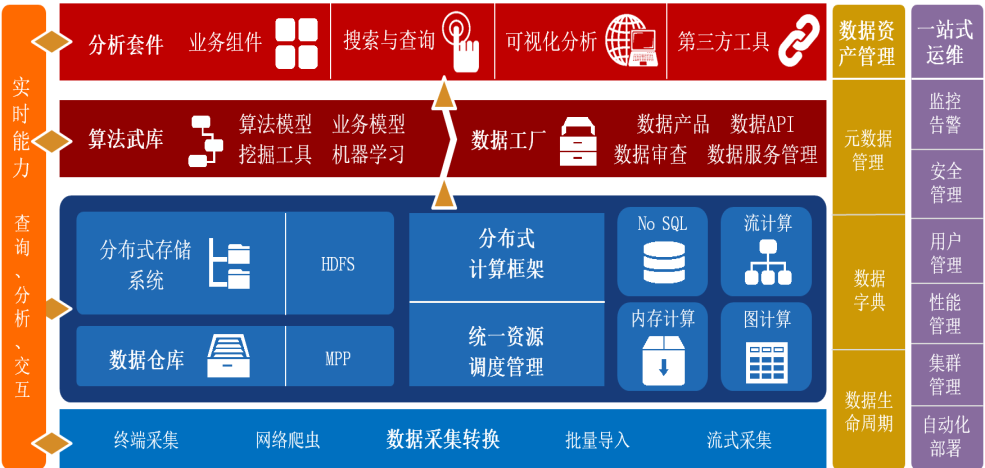 实时能力
查询、分析、交互
分析套件
业务组件
搜索与查询
可视化分析
第三方工具
算法武库
算法模型 业务模型
挖掘工具 机器学习
数据工厂
数据产品 数据API
数据审查 数据服务管理
分布式存储
系统
HDFS
数据仓库
MPP
分布式
计算框架
统一资源
调度管理
No SQL
流计算
内存计算
图计算
终端采集
网络爬虫
数据采集转换
批量导入
流式采集
数据资
产管理
元数据
管理
数据
字典
数据生
命周期
一站式
运维
监控
告警
安全
管理
用户
管理
性能
管理
集群
管理
自动化
部署